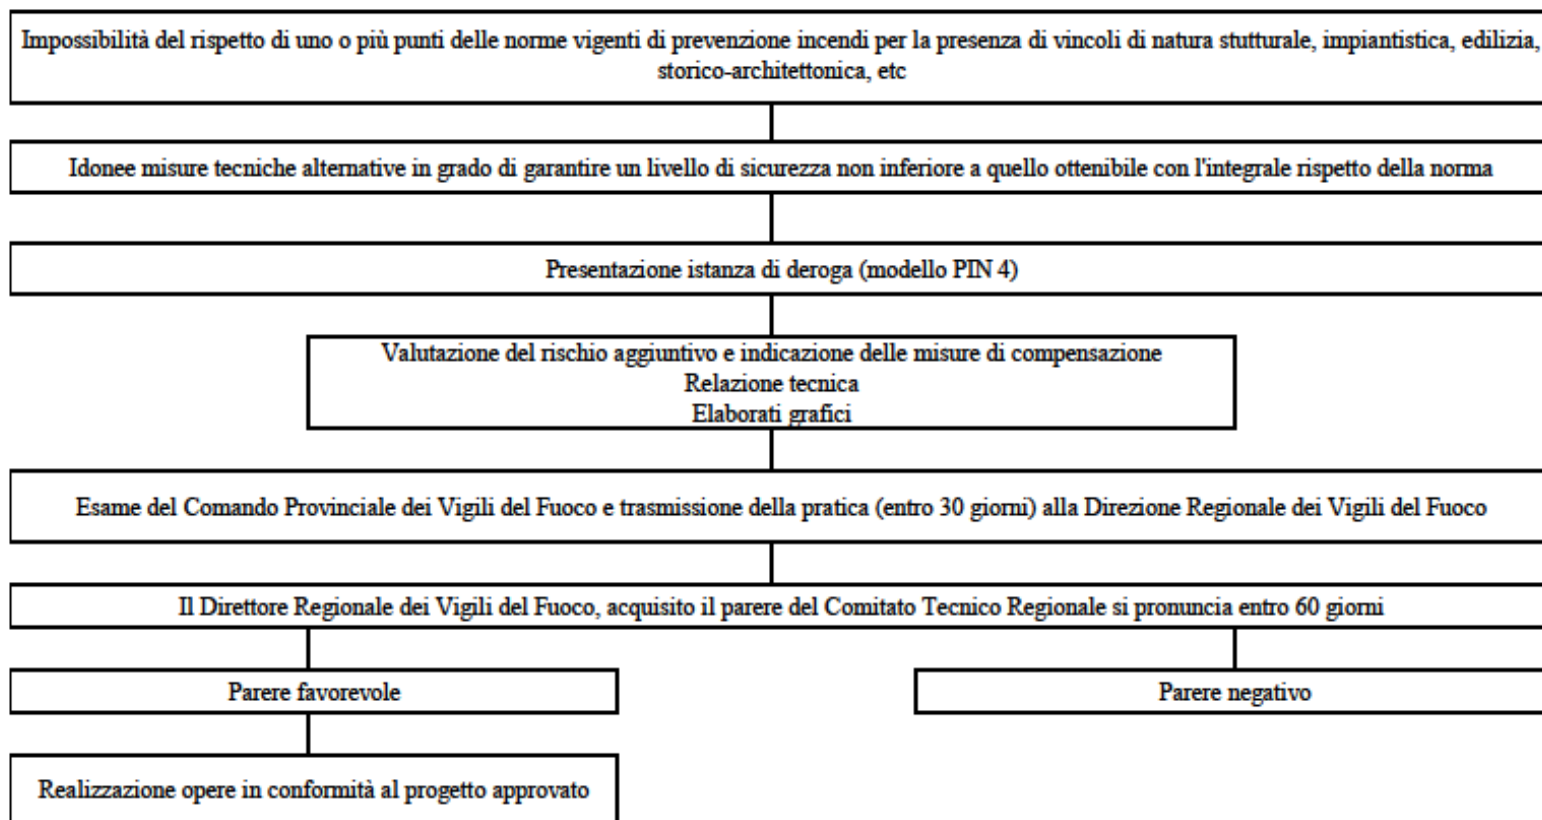 Impossibilità del rispetto di uno o più punti delle norme vigenti di prevenzione incendi per la presenza di vincoli di natura stutturale, impiantistica, edilizia,
storico-architettonica, etc
Idonee misure tecniche alternative in grado di garantire un livello di sicurezza non inferiore a quello ottenibile con l'integrale rispetto della norma
Presentazione istanza di deroga (modello PIN 4)
Valutazione del rischio aggiuntivo e indicazione delle misure di compensazione
Relazione tecnica
Elaborati grafici
Esame del Comando Provinciale dei Vigili del Fuoco e trasmissione della pratica (entro 30 giorni) alla Direzione Regionale dei Vigili del Fuoco
Il Direttore Regionale dei Vigili del Fuoco, acquisito il parere del Comitato Tecnico Regionale si pronuncia entro 60 giorni
Parere favorevole
Parere negativo
Realizzazione opere in conformità al progetto approvato